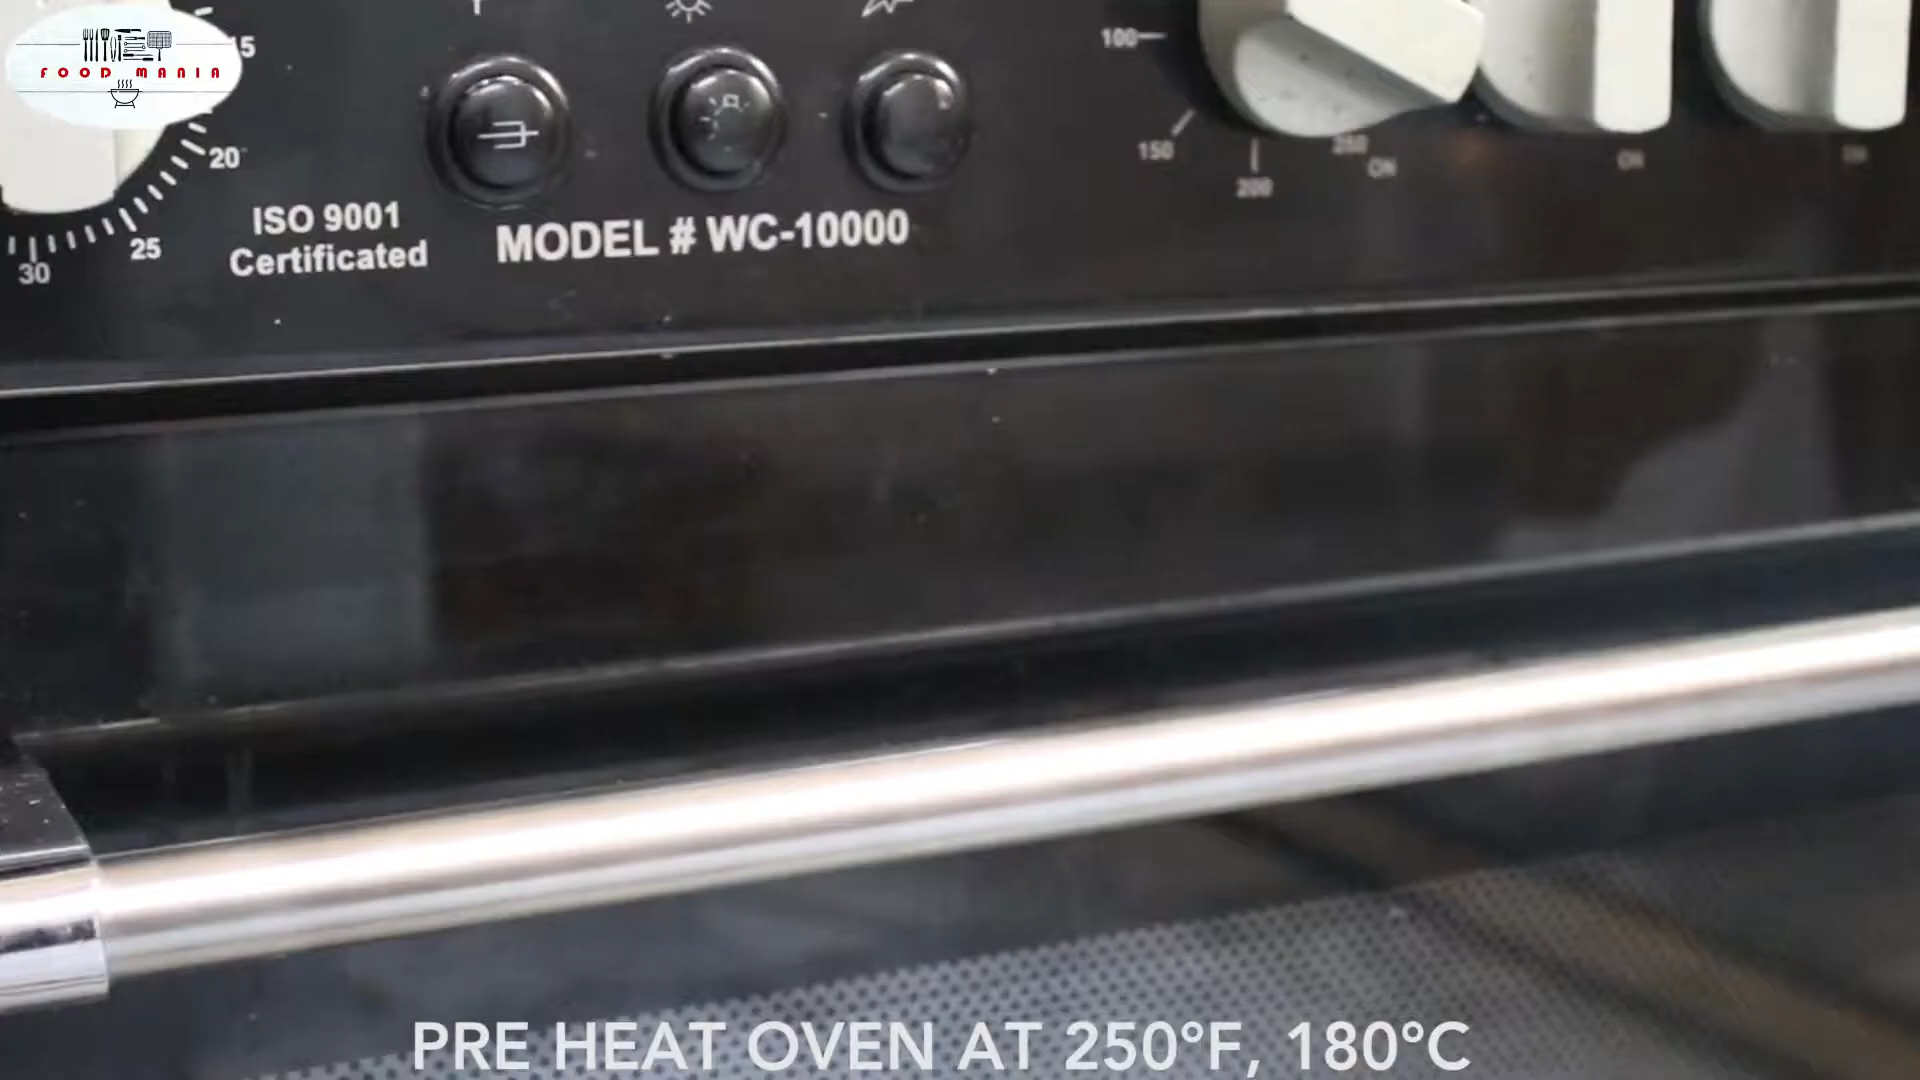 FOOD MANIA
15
20
25
30
ISO 9001
Certificated
MODEL # WC-10000
100
150
200
250
ON
ON
ON
PRE HEAT OVEN AT 250°F, 180°C